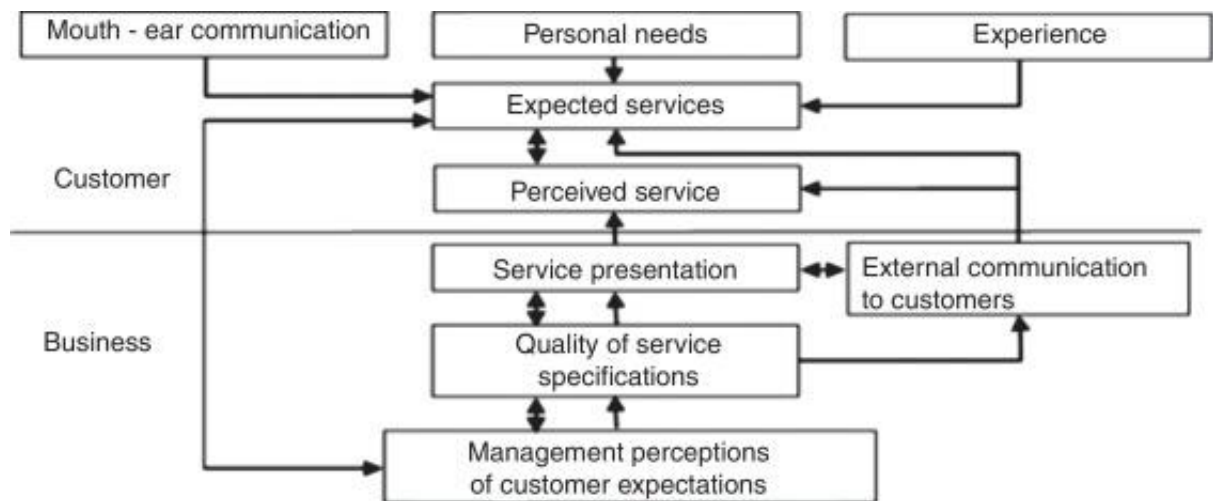 Mouth - ear communication
Personal needs
Experience
Expected services
Customer
Perceived service
Service presentation
External communication
to customers
Business
Quality of service
specifications
Management perceptions
of customer expectations